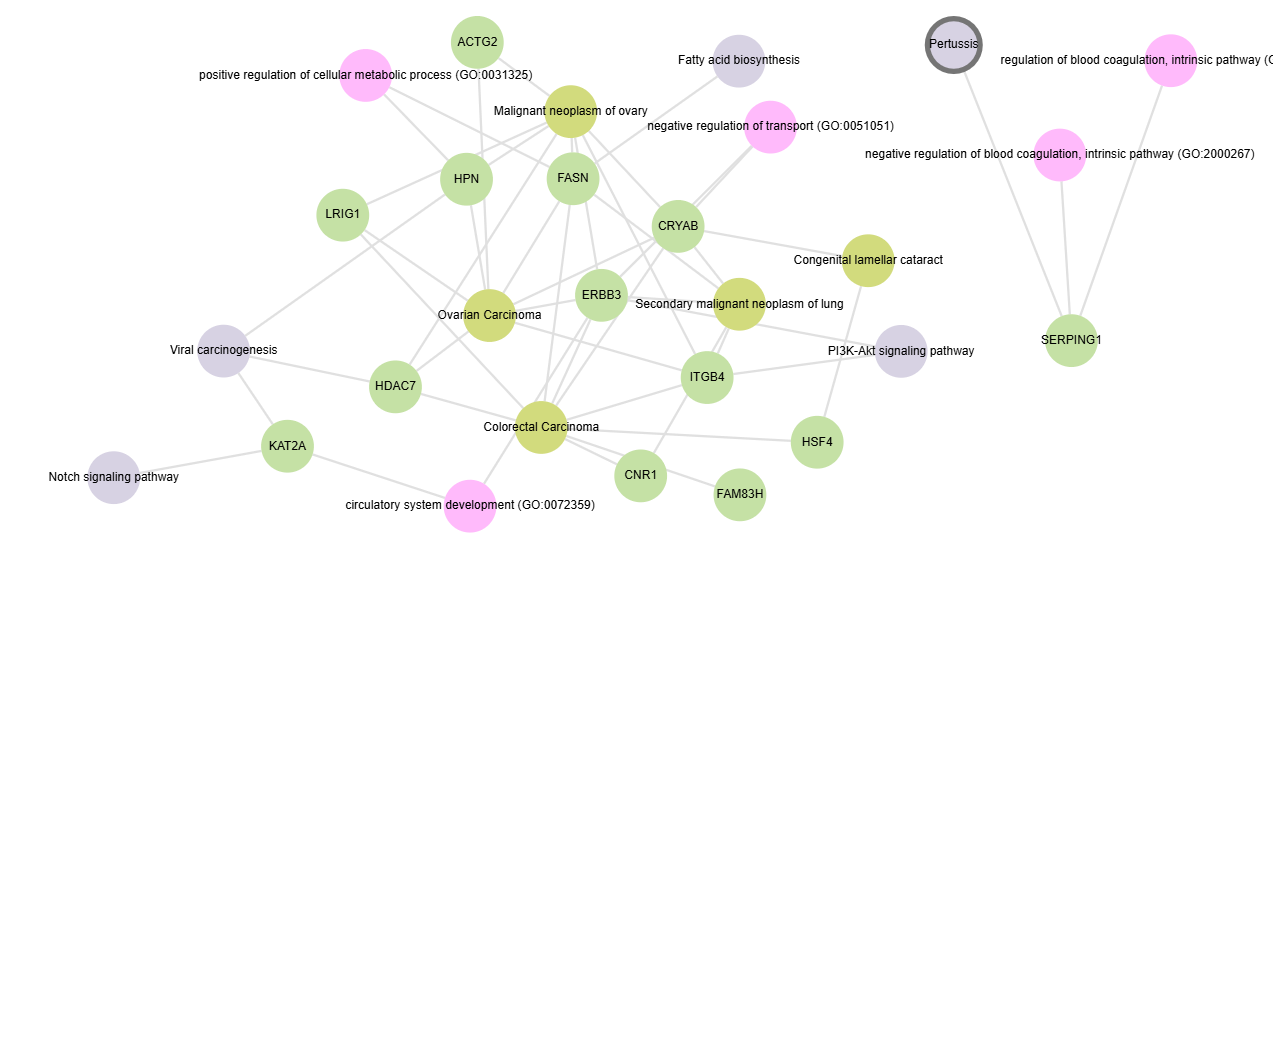 ACTG2
Pertussis
Fatty acid biosynthesis
regulation of blood coagulation, intrinsic pathway (
positive regulation of cellular metabolic process (GO:0031325)
Malignant neoplasm of ovary
negative regulation of transport (GO:0051051)
negative regulation of blood coagulation, intrinsic pathway (GO:2000267)
HPN
FASN
LRIG1
CRYAB
Congenital lamellar cataract
ERBB3
Secondary malignant neoplasm of lung
Ovarian Carcinoma
SERPING1
Viral carcinogenesis
PI3K-Akt signaling pathway
ITGB4
HDAC7
Colorectal Carcinoma
HSF4
KAT2A
Notch signaling pathway
CNR1
FAM83H
circulatory system development (GO:0072359)